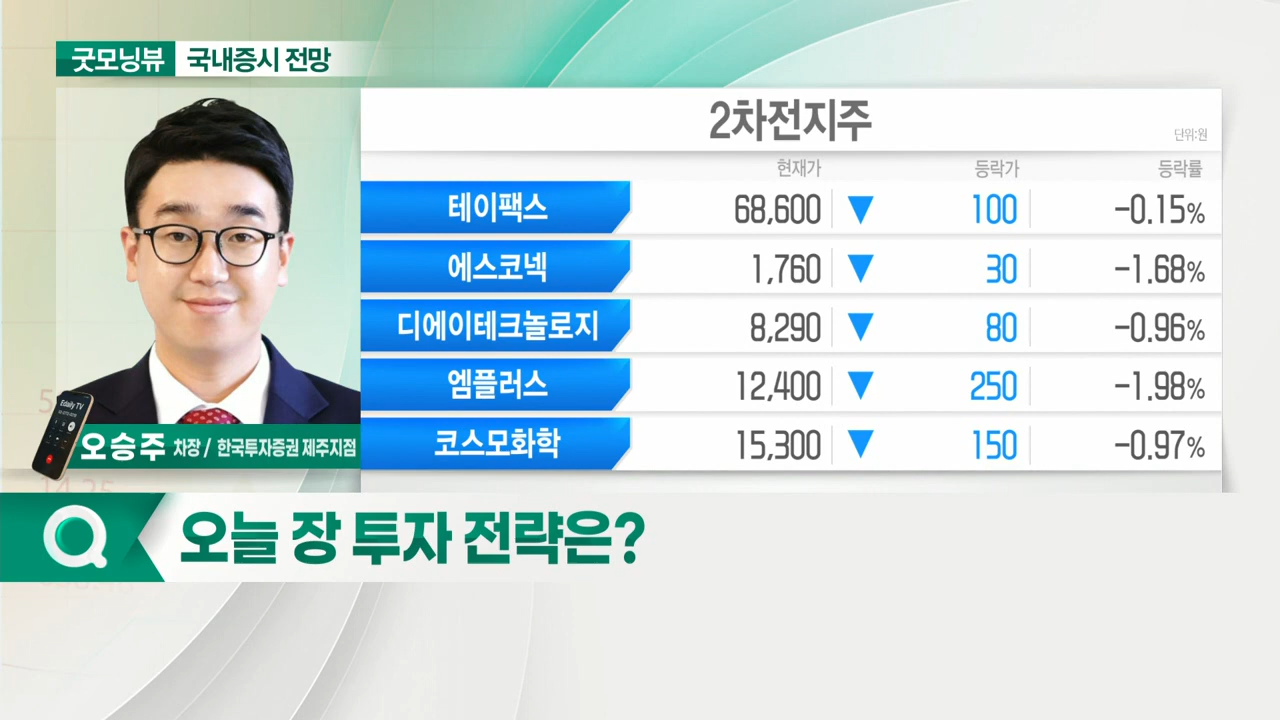 굿모닝뷰 국내증시 전망
2차전지주
단위:원
현재가 등락가 등락률
테이팩스 68,600 ▼ 100 -0.15%
에스코넥 1,760 ▼ 30 -1.68%
디에이테크놀로지 8,290 ▼ 80 -0.96%
엠플러스 12,400 ▼ 250 -1.98%
코스모화학 15,300 ▼ 150 -0.97%
Edaily TV
오승주 차장 / 한국투자증권 제주지점
Q 오늘 장 투자 전략은?